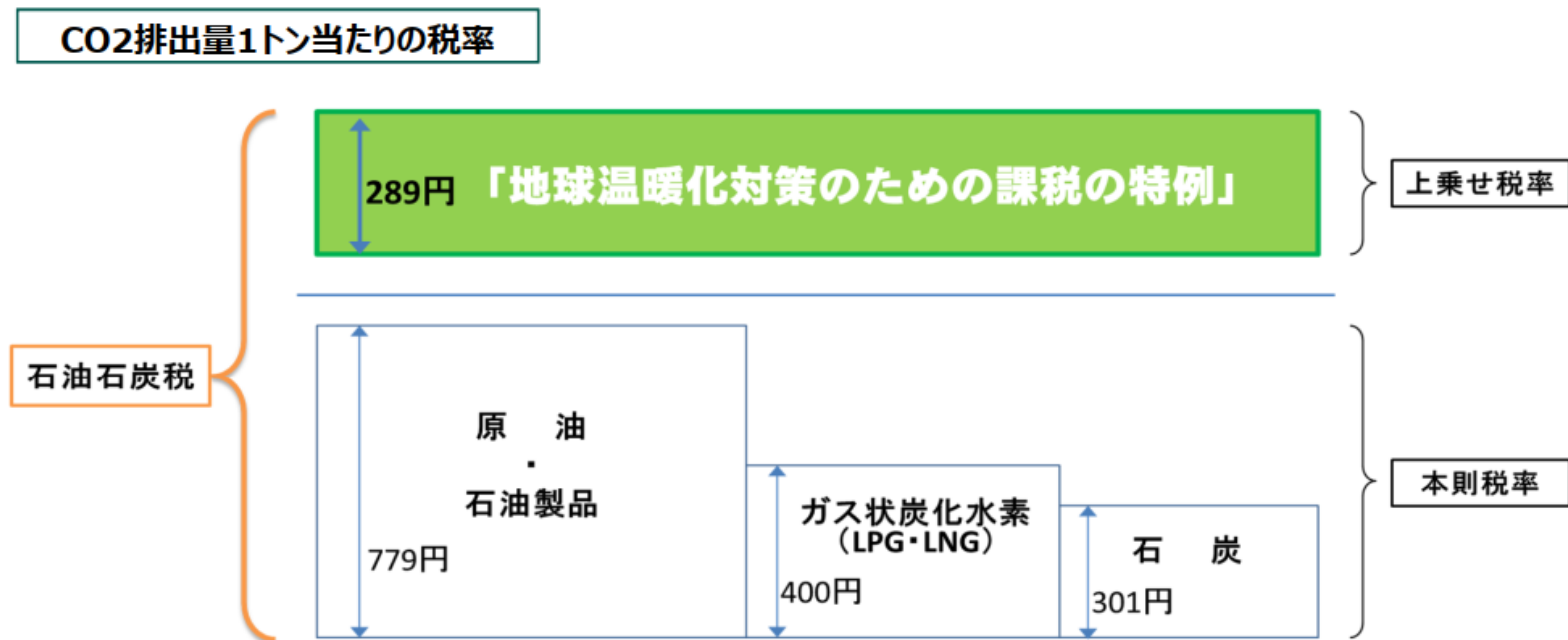 CO2排出量1トン当たりの税率
289円 「地球温暖化対策のための課税の特例」
上乗せ税率
石油石炭税
原 油
・
石油製品
779円
ガス状炭化水素
（LPG・LNG）
400円
石 炭
301円
本則税率